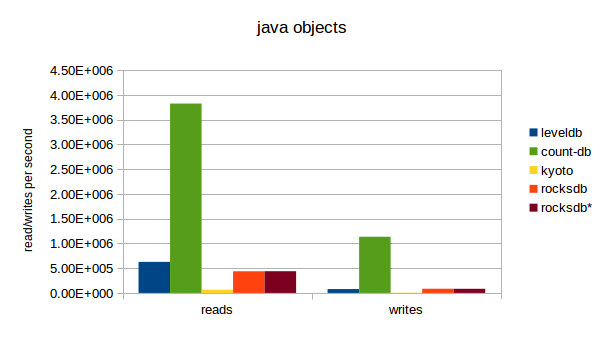 java objects
4.50E+006
4.00E+006
3.50E+006
3.00E+006
2.50E+006
2.00E+006
1.50E+006
1.00E+006
5.00E+005
0.00E+000
read/writes per second
reads
writes
leveldb
count-db
kyoto
rocksdb
rocksdb*